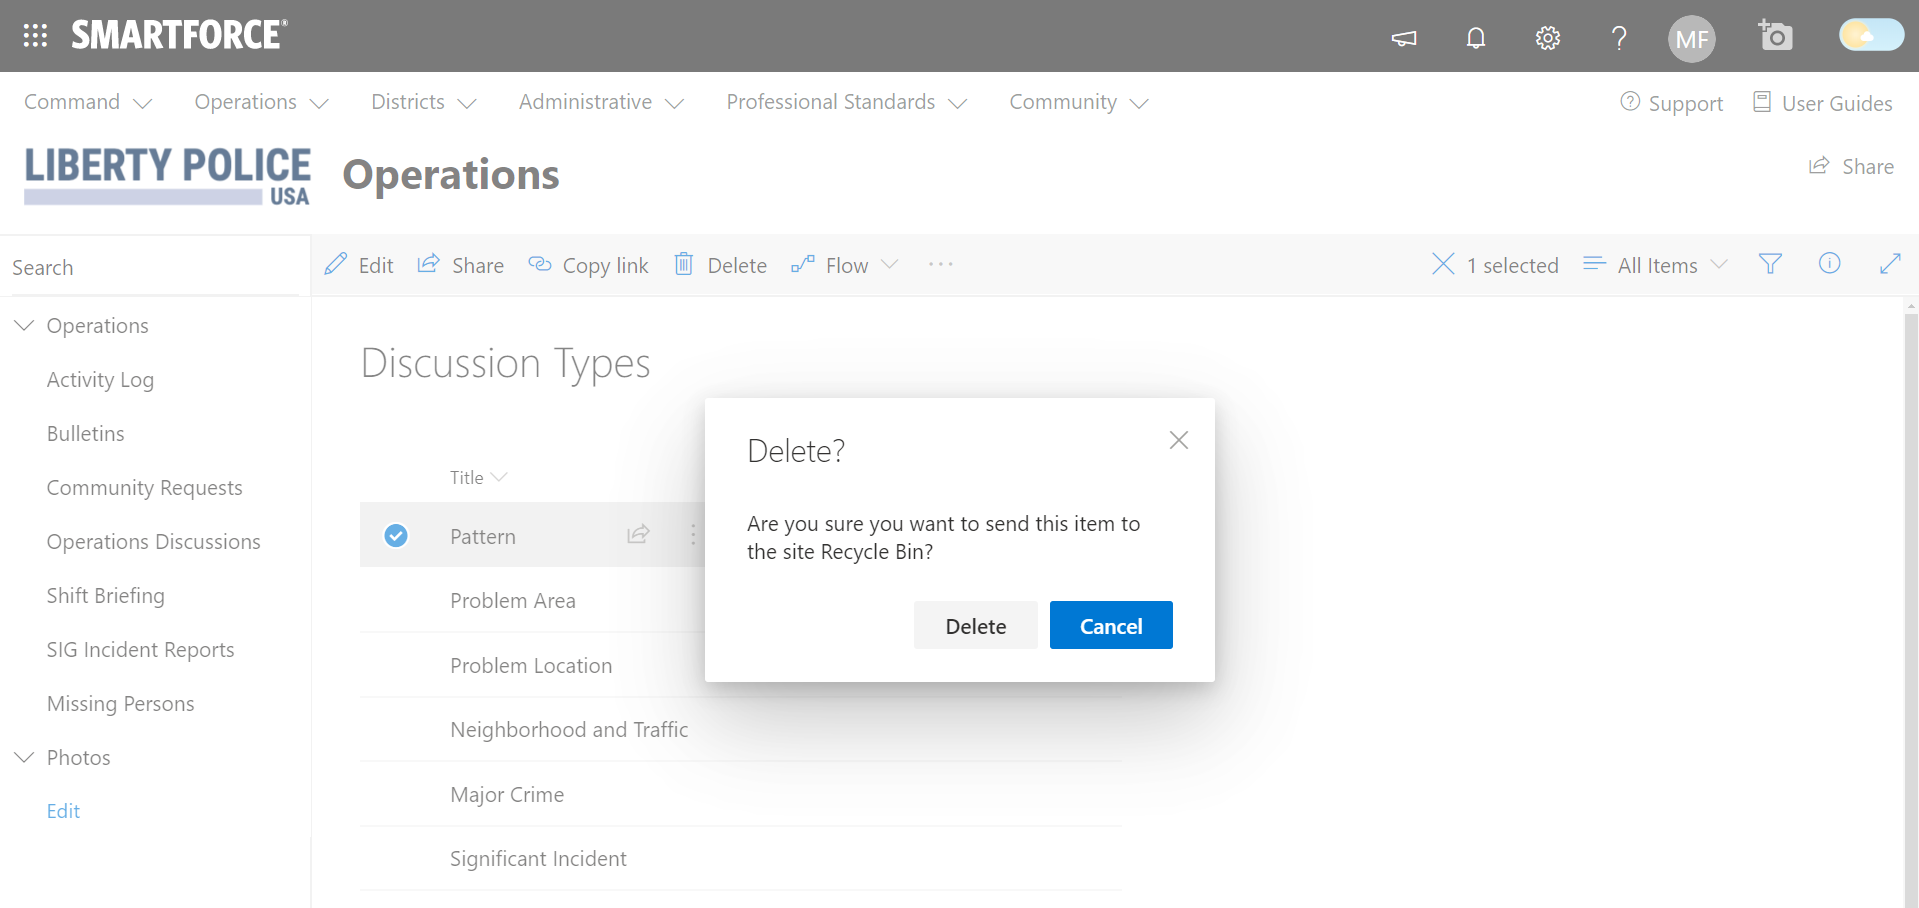 SMARTFORCE®
MF
Command Operations Districts Administrative Professional Standards Community Support User Guides
LIBERTY POLICE
USA
Operations
Share
Search
Edit Share Copy link Delete Flow 1 selected All Items
Operations
Activity Log
Bulletins
Community Requests
Operations Discussions
Shift Briefing
SIG Incident Reports
Missing Persons
Photos
Edit
Discussion Types
Title
Pattern
Problem Area
Problem Location
Neighborhood and Traffic
Major Crime
Significant Incident
Delete?
Are you sure you want to send this item to
the site Recycle Bin?
Delete Cancel